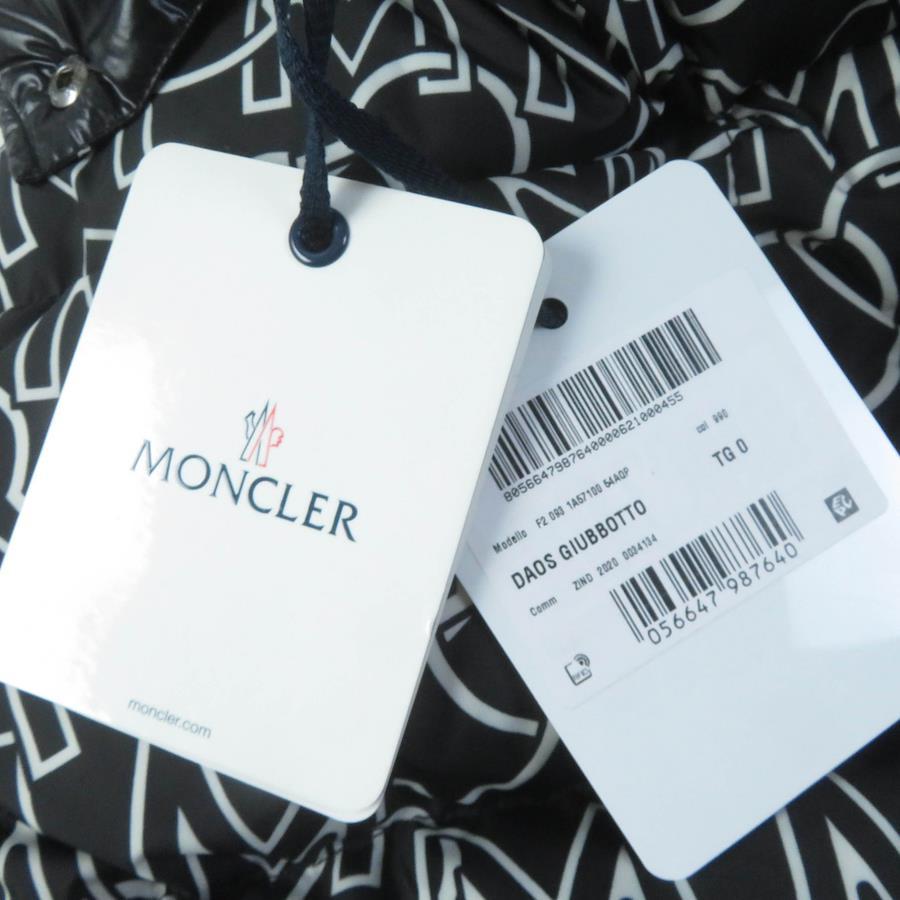 MONCLER
moncler.com
8056647987640000621000455
col 990
Modello F2 093 1A57100 54AQP
TG 0
DAOS GIUBBOTTO
Comm ZIND 2020 0024134
056647 987640